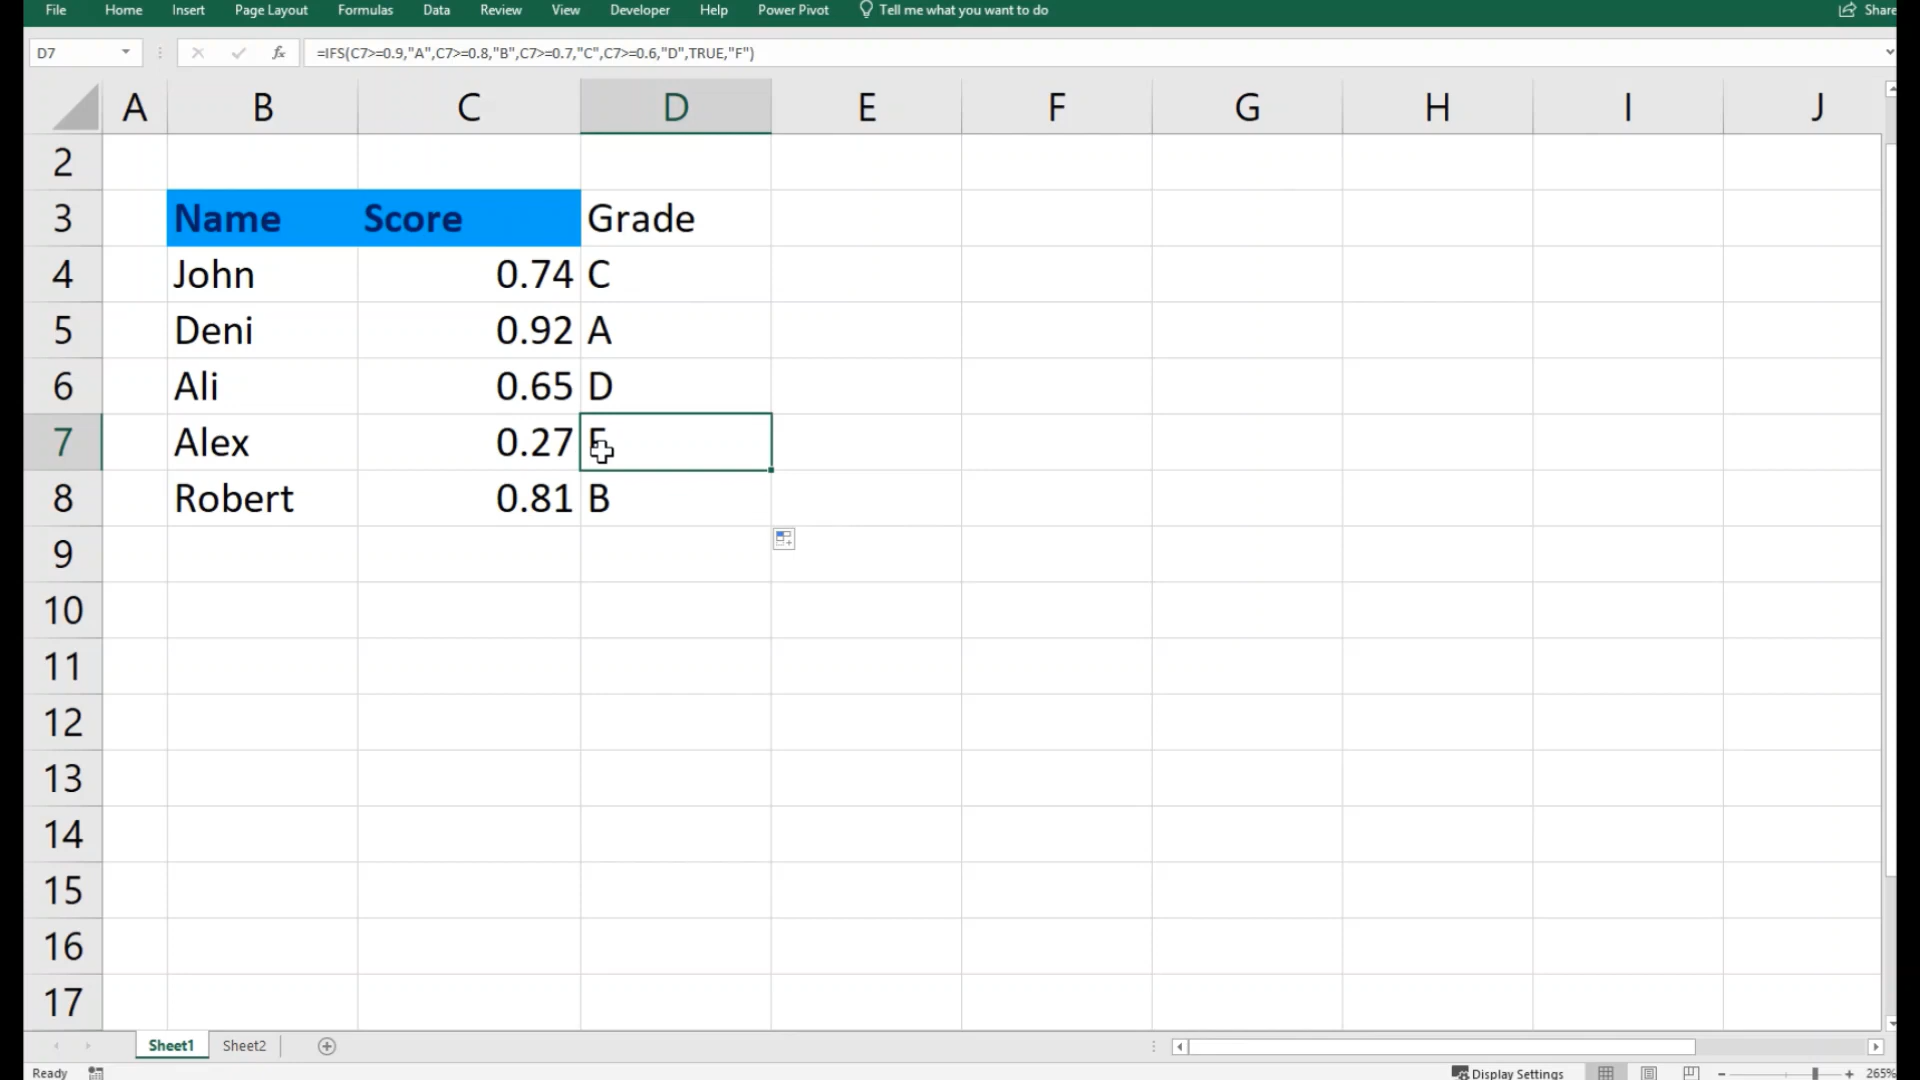 File Home Insert Page Layout Formulas Data Review View Developer Help Power Pivot Tell me what you want to do Share
D7 fx =IFS(C7>=0.9,"A",C7>=0.8,"B",C7>=0.7,"C",C7>=0.6,"D",TRUE,"F")
A B C D E F G H I J
2
3 Name Score Grade
4 John 0.74 C
5 Deni 0.92 A
6 Ali 0.65 D
7 Alex 0.27
8 Robert 0.81 B
9
10
11
12
13
14
15
16
17
Sheet1 Sheet2
Ready Display Settings 265%